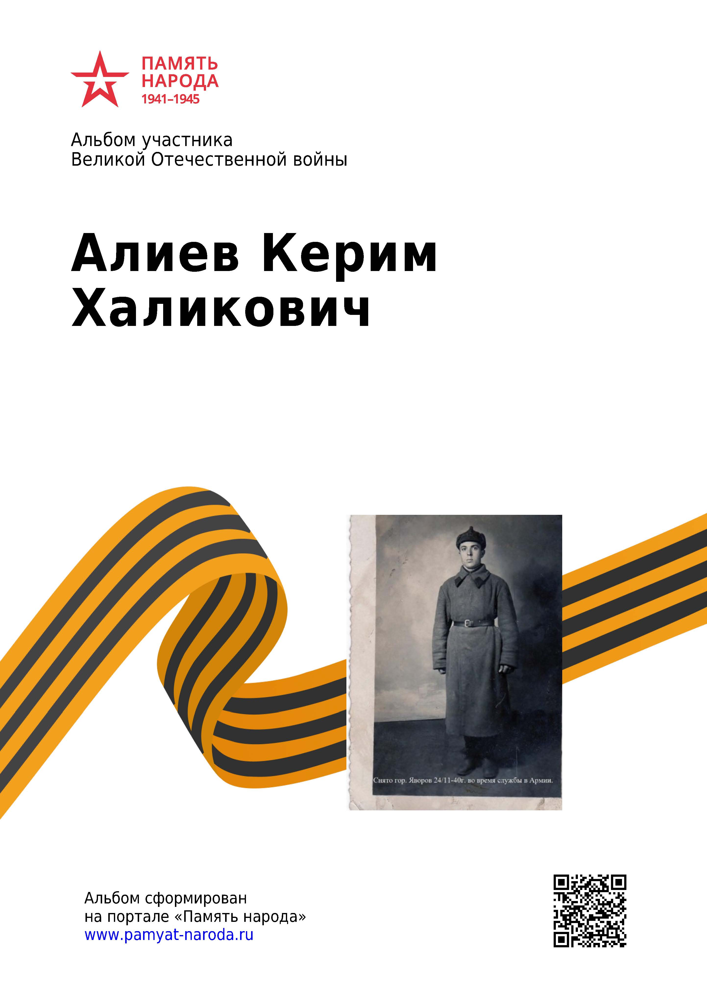 ПАМЯТЬ
НАРОДА
1941–1945
Альбом участника
Великой Отечественной войны
Алиев Керим
Халикович
Снято гор. Яворов 24/11-40г. во время службы в Армии.
Альбом сформирован
на портале «Память народа»
www.pamyat-naroda.ru